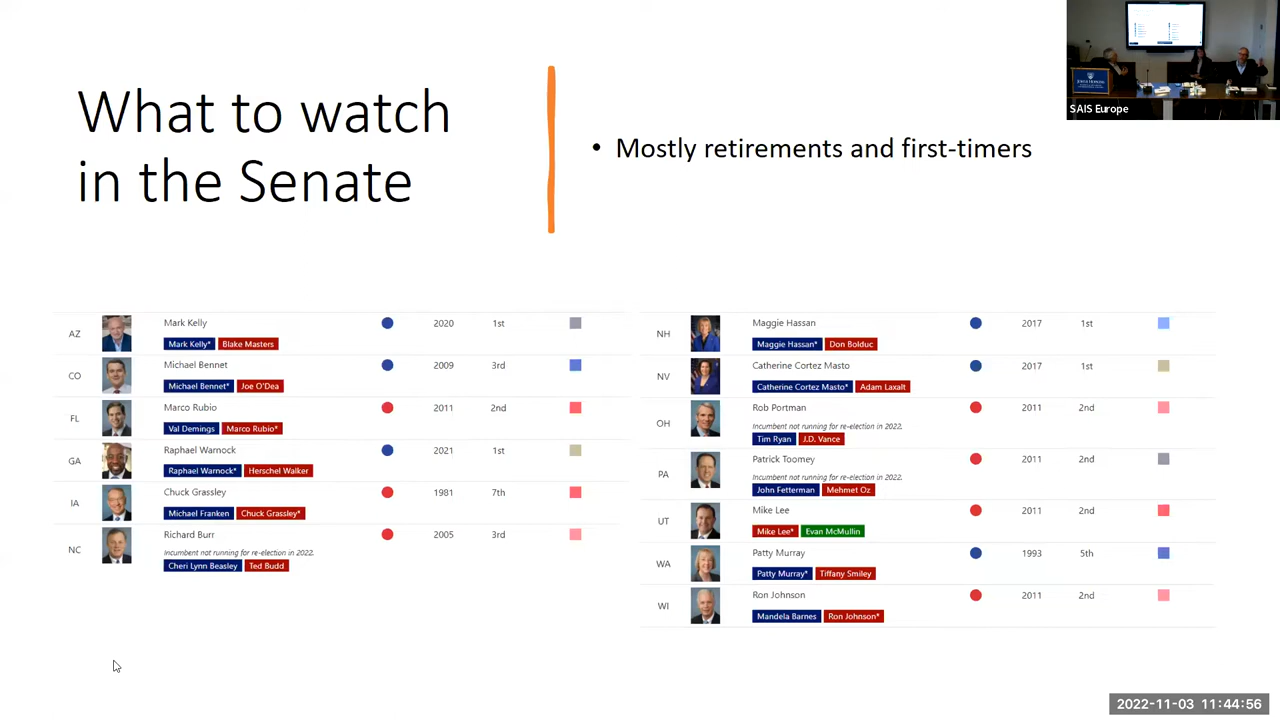 What to watch
in the Senate
• Mostly retirements and first-timers
SAIS Europe
AZ
Mark Kelly
2020 1st
Mark Kelly* Blake Masters
CO
Michael Bennet
2009 3rd
Michael Bennet* Joe O'Dea
FL
Marco Rubio
2011 2nd
Val Demings Marco Rubio*
GA
Raphael Warnock
2021 1st
Raphael Warnock* Herschel Walker
IA
Chuck Grassley
1981 7th
Michael Franken Chuck Grassley*
NC
Richard Burr
2005 3rd
Incumbent not running for re-election in 2022.
Cheri Lynn Beasley Ted Budd
NH
Maggie Hassan
2017 1st
Maggie Hassan* Don Bolduc
NV
Catherine Cortez Masto
2017 1st
Catherine Cortez Masto* Adam Laxalt
OH
Rob Portman
2011 2nd
Incumbent not running for re-election in 2022.
Tim Ryan J.D. Vance
PA
Patrick Toomey
2011 2nd
Incumbent not running for re-election in 2022.
John Fetterman Mehmet Oz
UT
Mike Lee
2011 2nd
Mike Lee* Evan McMullin
WA
Patty Murray
1993 5th
Patty Murray* Tiffany Smiley
WI
Ron Johnson
2011 2nd
Mandela Barnes Ron Johnson*
2022-11-03 11:44:56